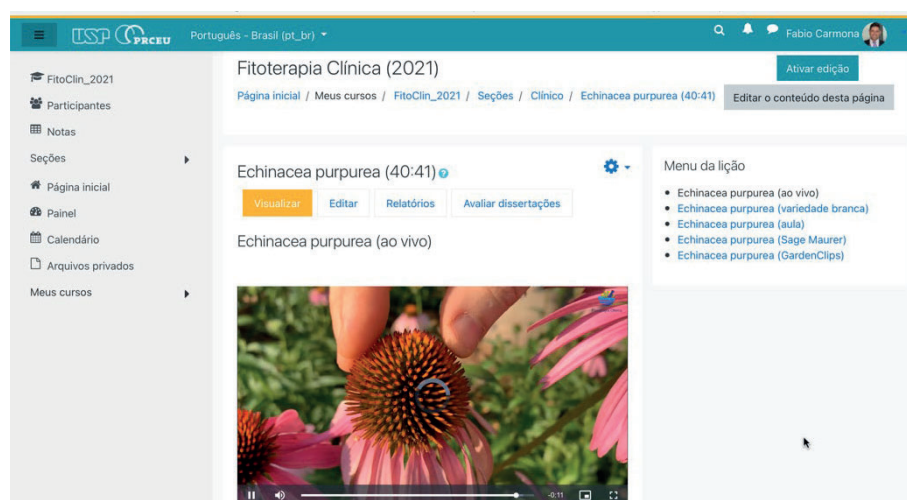 USP PRCEU Português - Brasil (pt_br) Fabio Carmona
FitoClin_2021
Participantes
Notas
Seções
Página inicial
Painel
Calendário
Arquivos privados
Meus cursos
Fitoterapia Clínica (2021)
Ativar edição
Página inicial / Meus cursos / FitoClin_2021 / Seções / Clínico / Echinacea purpurea (40:41)
Editar o conteúdo desta página
Echinacea purpurea (40:41)
Visualizar Editar Relatórios Avaliar dissertações
Echinacea purpurea (ao vivo)
-0:11
Menu da lição
Echinacea purpurea (ao vivo)
Echinacea purpurea (variedade branca)
Echinacea purpurea (aula)
Echinacea purpurea (Sage Maurer)
Echinacea purpurea (GardenClips)